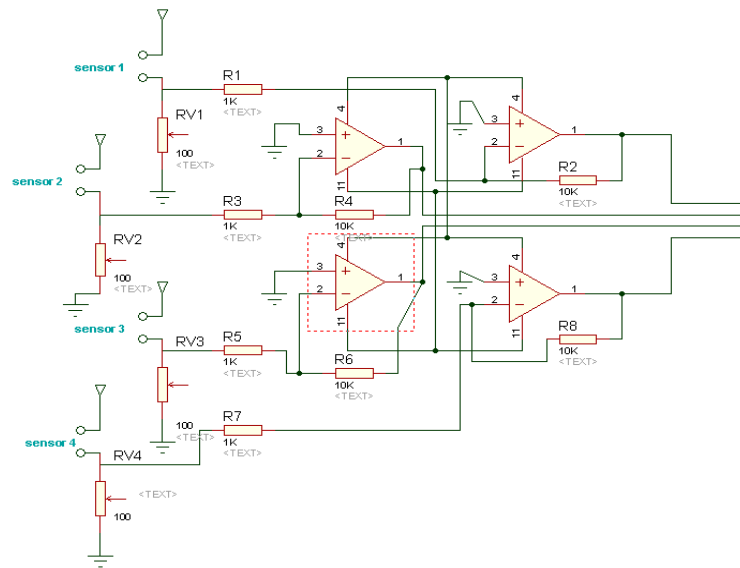 sensor 1
R1
1K
<TEXT>
RV1
100
<TEXT>
4
3
2
1
11
4
3
2
1
11
R2
10K
<TEXT>
sensor 2
R3
1K
<TEXT>
R4
10K
<TEXT>
RV2
100
<TEXT>
4
3
2
1
11
4
3
2
1
11
sensor 3
R5
1K
<TEXT>
R6
10K
<TEXT>
R8
10K
<TEXT>
RV3
100
<TEXT>
R7
1K
<TEXT>
sensor 4
RV4
<TEXT>
100